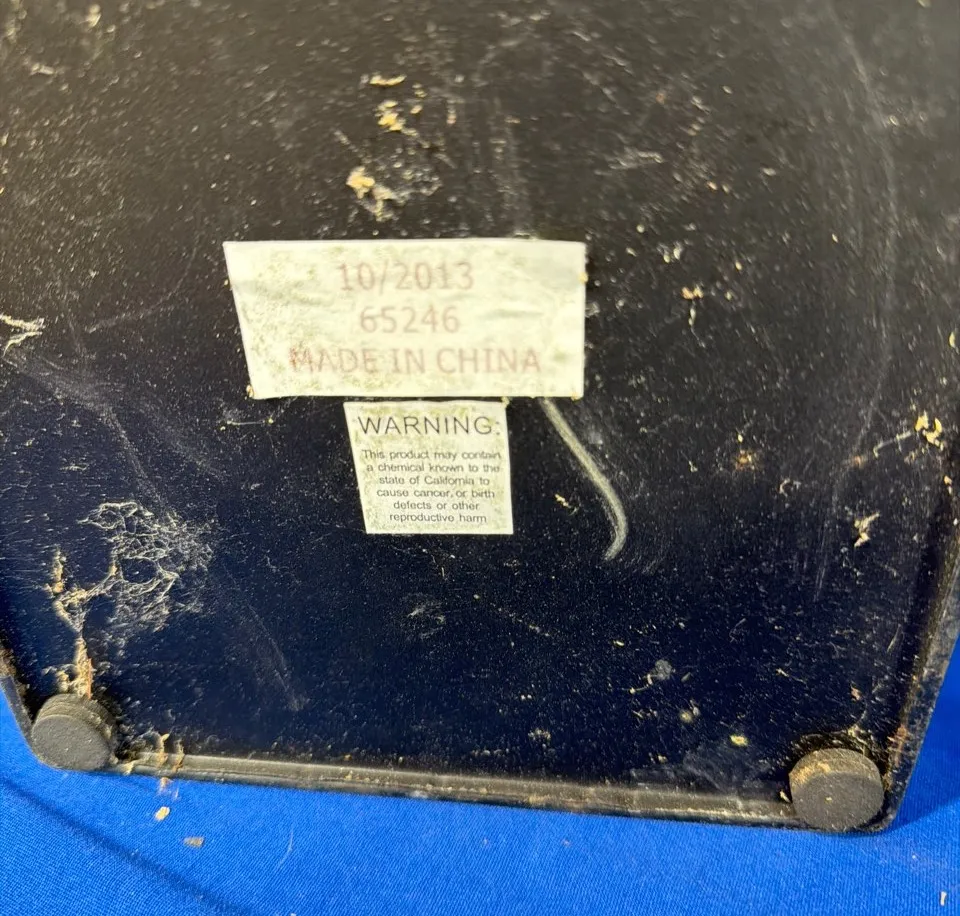 10/2013
65246
MADE IN CHINA
WARNING:
This product may contain
a chemical known to the
state of California to
cause cancer, or birth
defects or other
reproductive harm